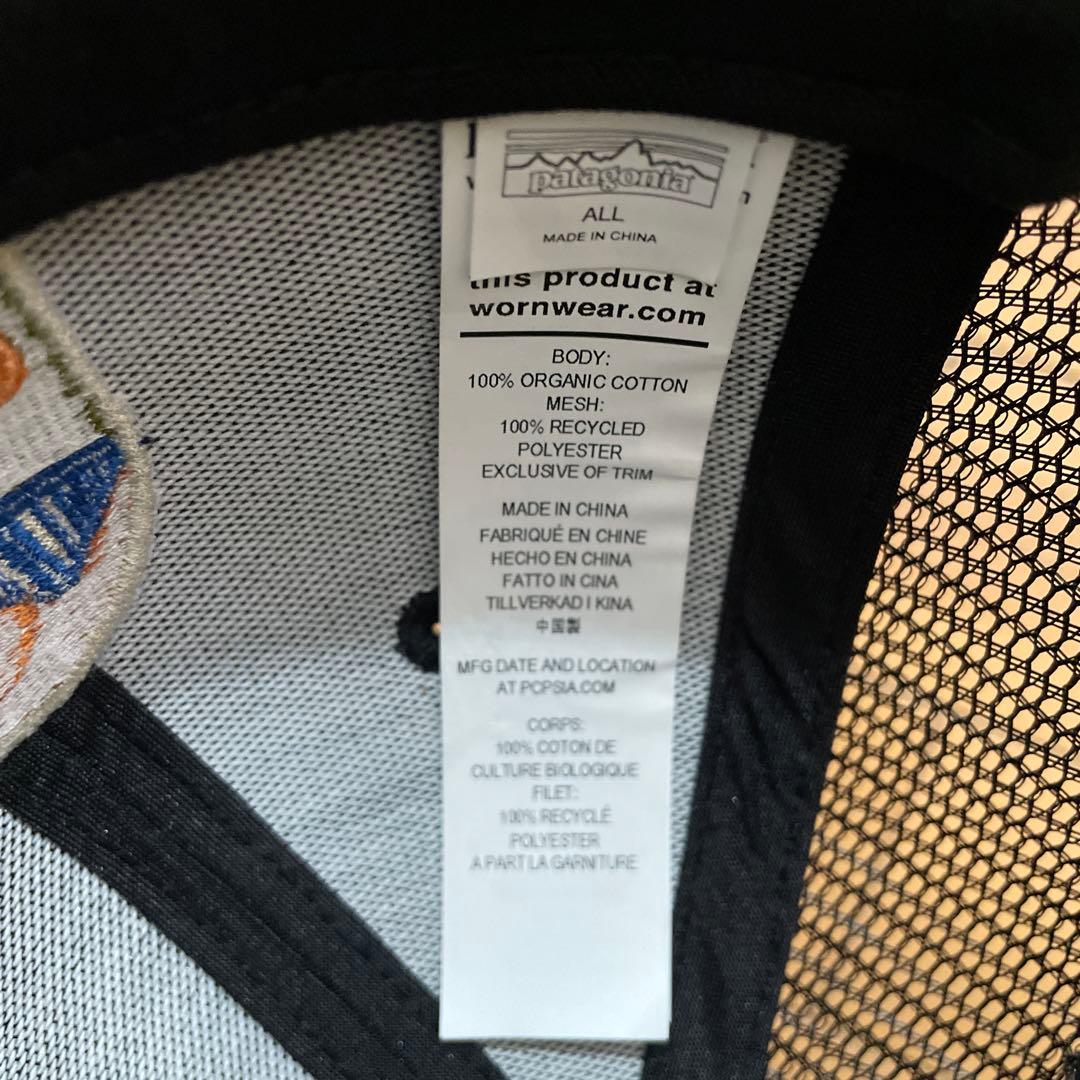 patagonia
ALL
MADE IN CHINA
this product at
wornwear.com
BODY:
100% ORGANIC COTTON
MESH:
100% RECYCLED
POLYESTER
EXCLUSIVE OF TRIM
MADE IN CHINA
FABRIQUÉ EN CHINE
HECHO EN CHINA
FATTO IN CINA
TILLVERKAD I KINA
中国製
MFG DATE AND LOCATION
AT PCPSIA.COM
CORPS:
100% COTON DE
CULTURE BIOLOGIQUE
FILET:
100% RECYCLÉ
POLYESTER
A PART LA GARNITURE